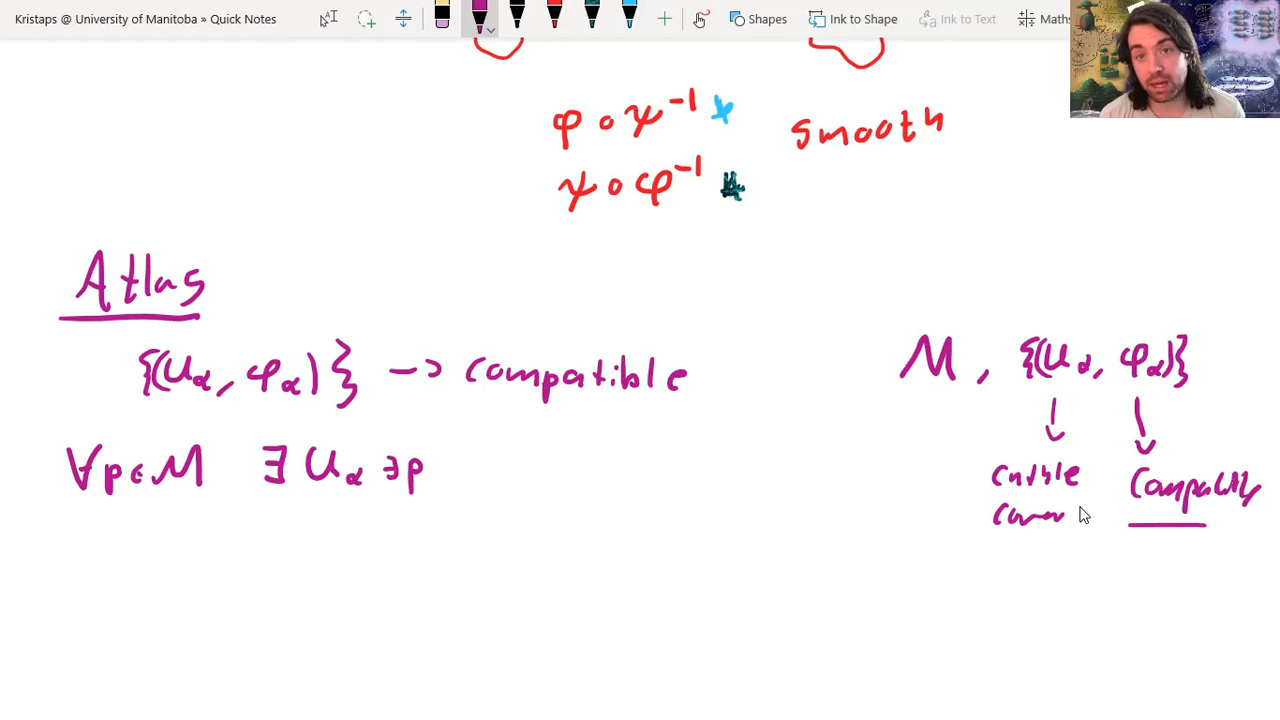 Kristaps @ University of Manitoba » Quick Notes
Shapes
Ink to Shape
Ink to Text
Maths
φ ∘ ψ⁻¹ smooth
ψ ∘ φ⁻¹
Atlas
{(Uα, φα)} → compatible
M, {(Uα, φα)}
∀p∈M ∃ Uα ∋ p